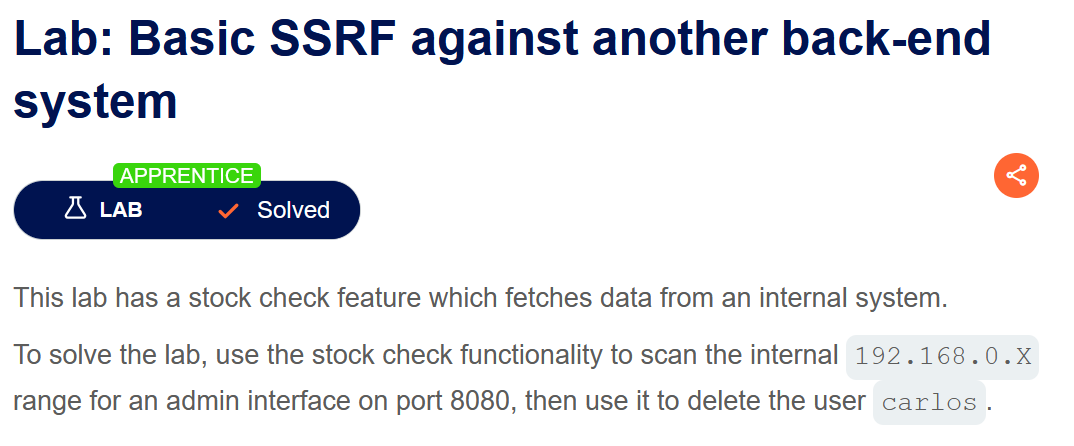 Lab: Basic SSRF against another back-end
system
APPRENTICE
LAB Solved
This lab has a stock check feature which fetches data from an internal system.
To solve the lab, use the stock check functionality to scan the internal 192.168.0.X
range for an admin interface on port 8080, then use it to delete the user carlos.